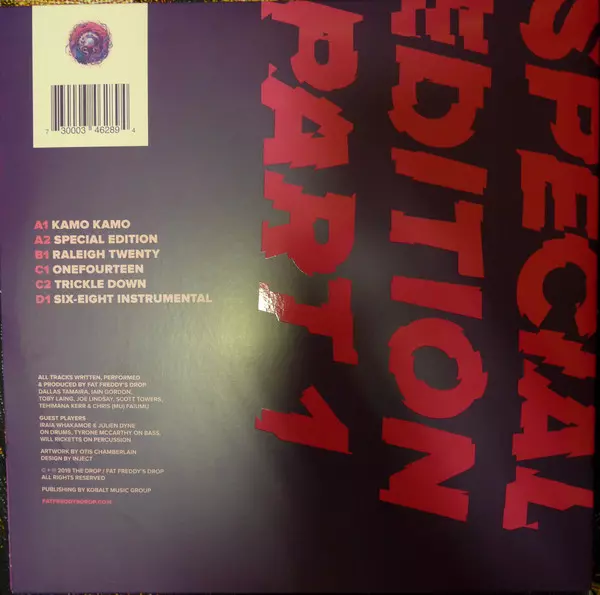 SPECIAL
EDITION
PART 1
7 30003 46289 4
A1 KAMO KAMO
A2 SPECIAL EDITION
B1 RALEIGH TWENTY
C1 ONEFOURTEEN
C2 TRICKLE DOWN
D1 SIX-EIGHT INSTRUMENTAL
ALL TRACKS WRITTEN, PERFORMED
& PRODUCED BY FAT FREDDY'S DROP
DALLAS TAMAIRA, IAIN GORDON,
TOBY LAING, JOE LINDSAY, SCOTT TOWERS,
TEHIMANA KERR & CHRIS (MU) FAIUMU
GUEST PLAYERS
IRAIA WHAKAMOE & JULIEN DYNE
ON DRUMS, TYRONE MCCARTHY ON BASS,
WILL RICKETTS ON PERCUSSION
ARTWORK BY OTIS CHAMBERLAIN
DESIGN BY INJECT
© + ℗ 2019 THE DROP / FAT FREDDY'S DROP
ALL RIGHTS RESERVED
PUBLISHING BY KOBALT MUSIC GROUP
FATFREDDYSDROP.COM